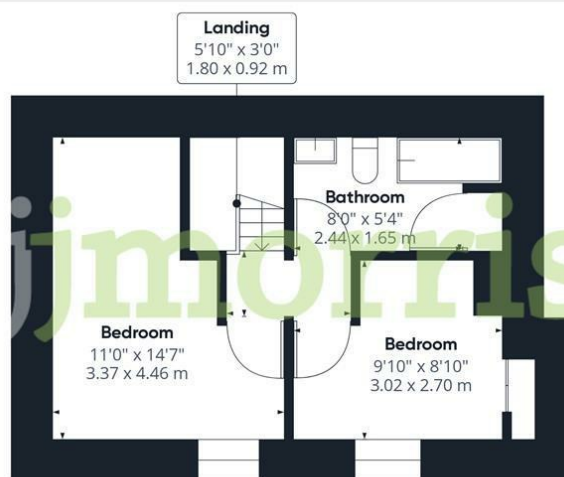 Landing
5'10" x 3'0"
1.80 x 0.92 m
Bathroom
8'0" x 5'4"
2.44 x 1.65 m
jjmorris
Bedroom
11'0" x 14'7"
3.37 x 4.46 m
Bedroom
9'10" x 8'10"
3.02 x 2.70 m